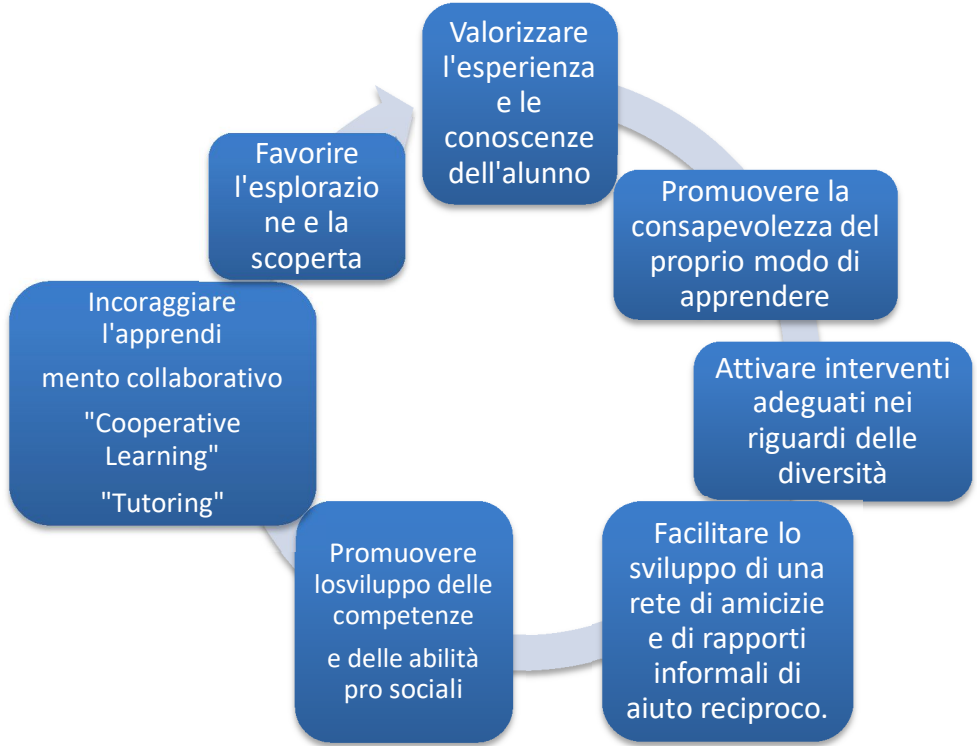 Valorizzare
l'esperienza
e le
conoscenze
dell'alunno
Promuovere la
consapevolezza del
proprio modo di
apprendere
Attivare interventi
adeguati nei
riguardi delle
diversità
Facilitare lo
sviluppo di una
rete di amicizie
e di rapporti
informali di
aiuto reciproco.
Promuovere
losviluppo delle
competenze
e delle abilità
pro sociali
Incoraggiare
l'apprendi
mento collaborativo
"Cooperative
Learning"
"Tutoring"
Favorire
l'esplorazio
ne e la
scoperta